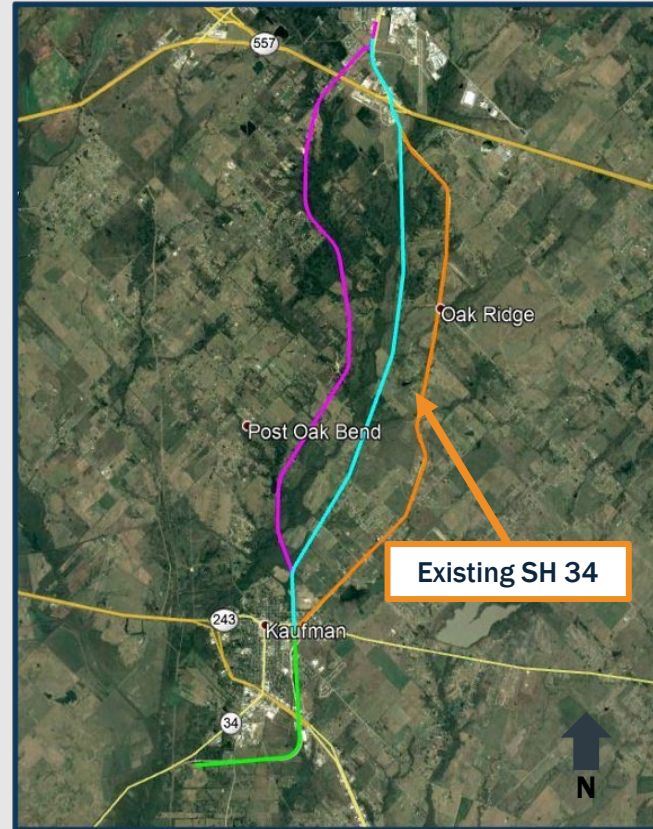 557
Oak Ridge
Post Oak Bend
Existing SH 34
243
Kaufman
34
N